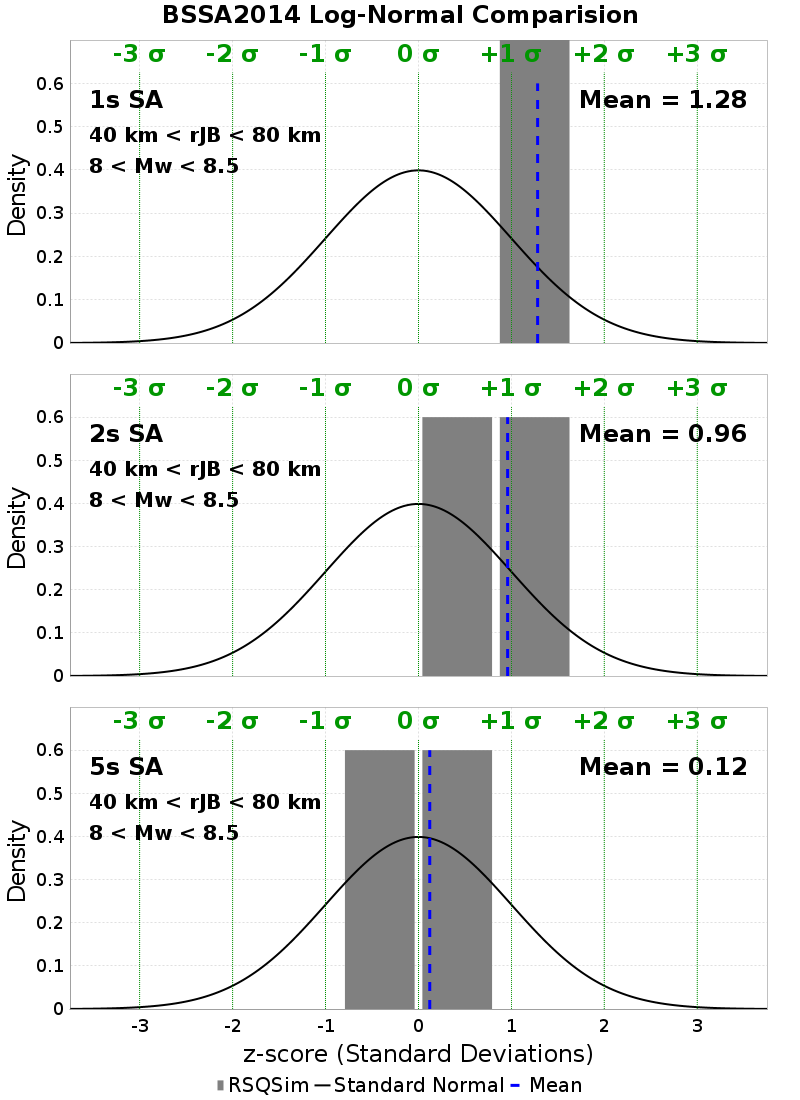 BSSA2014 Log-Normal Comparision
-3 σ -2 σ -1 σ 0 σ +1 σ +2 σ +3 σ
1s SA Mean = 1.28
40 km < rJB < 80 km
8 < Mw < 8.5
Density
0.6
0.5
0.4
0.3
0.2
0.1
0
-3 σ -2 σ -1 σ 0 σ +1 σ +2 σ +3 σ
2s SA Mean = 0.96
40 km < rJB < 80 km
8 < Mw < 8.5
Density
0.6
0.5
0.4
0.3
0.2
0.1
0
-3 σ -2 σ -1 σ 0 σ +1 σ +2 σ +3 σ
5s SA Mean = 0.12
40 km < rJB < 80 km
8 < Mw < 8.5
Density
0.6
0.5
0.4
0.3
0.2
0.1
0
-3 -2 -1 0 1 2 3
z-score (Standard Deviations)
RSQSim Standard Normal Mean